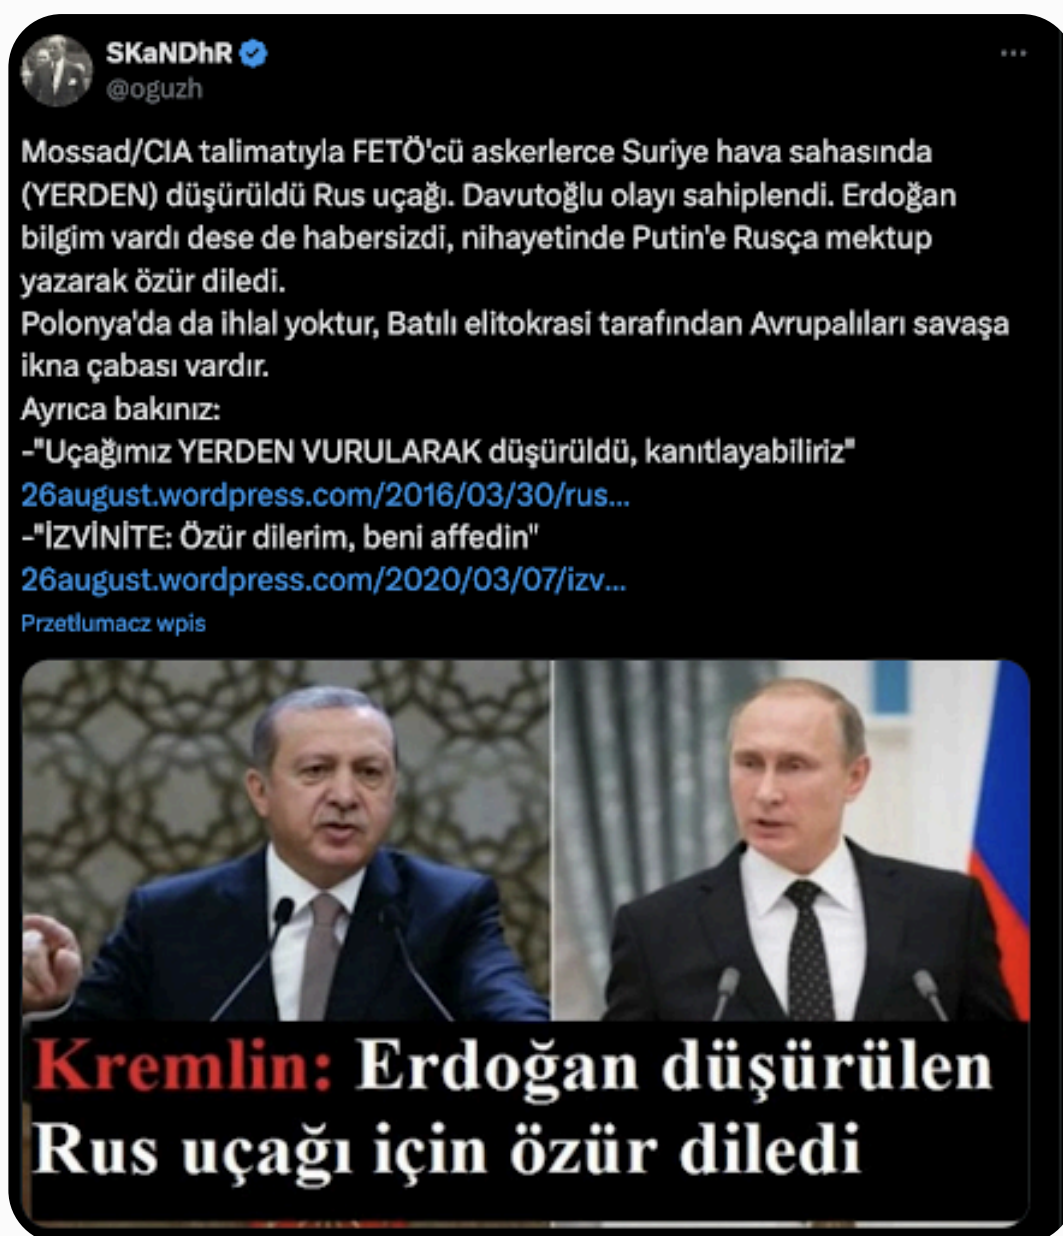 SKaNDhR
@oguzh
Mossad/CIA talimatıyla FETÖ'cü askerlerce Suriye hava sahasında
(YERDEN) düşürüldü Rus uçağı. Davutoğlu olayı sahiplendi. Erdoğan
bilgim vardı dese de habersizdi, nihayetinde Putin'e Rusça mektup
yazarak özür diledi.
Polonya'da da ihlal yoktur, Batılı elitokrasi tarafından Avrupalıları savaşa
ikna çabası vardır.
Ayrıca bakınız:
-"Uçağımız YERDEN VURULARAK düşürüldü, kanıtlayabiliriz"
26august.wordpress.com/2016/03/30/rus...
-"İZVİNİTE: Özür dilerim, beni affedin"
26august.wordpress.com/2020/03/07/izv...
Przetłumacz wpis
Kremlin: Erdoğan düşürülen
Rus uçağı için özür diledi